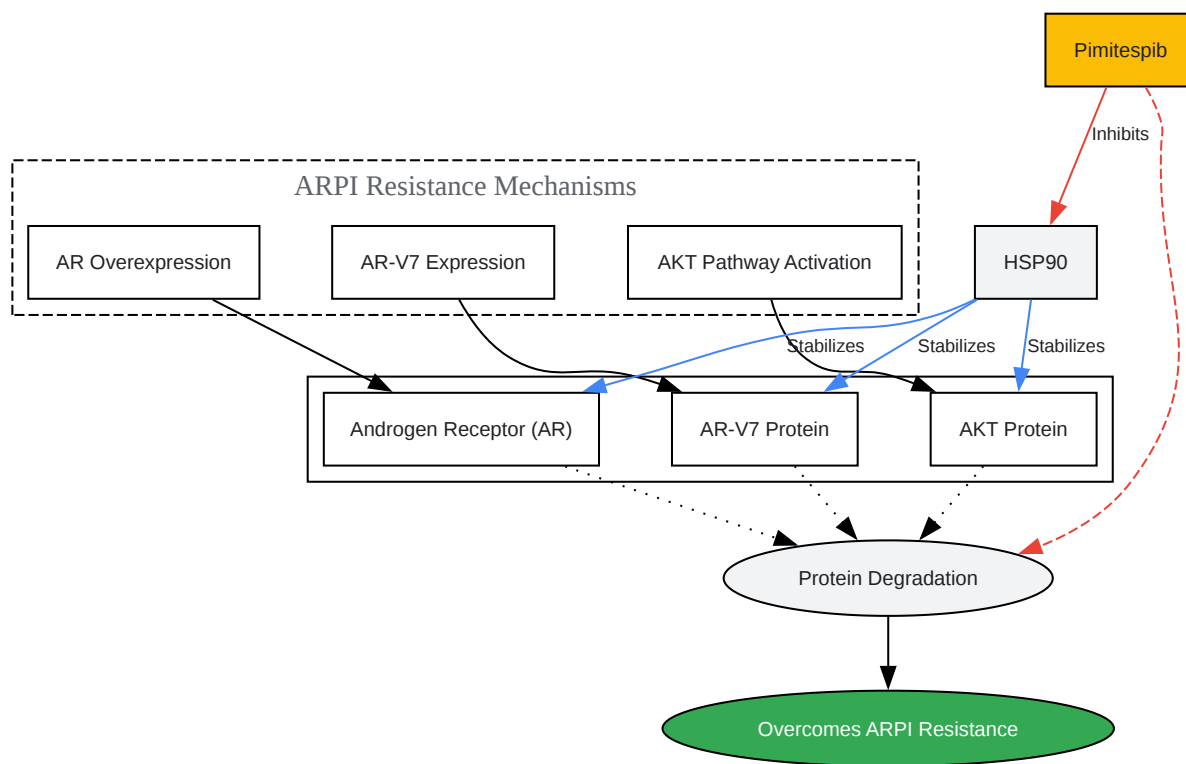 Pimitespib
Inhibits
ARPI Resistance Mechanisms
AR Overexpression
AR-V7 Expression
AKT Pathway Activation
HSP90
Stabilizes
Stabilizes
Stabilizes
Androgen Receptor (AR)
AR-V7 Protein
AKT Protein
Protein Degradation
Overcomes ARPI Resistance